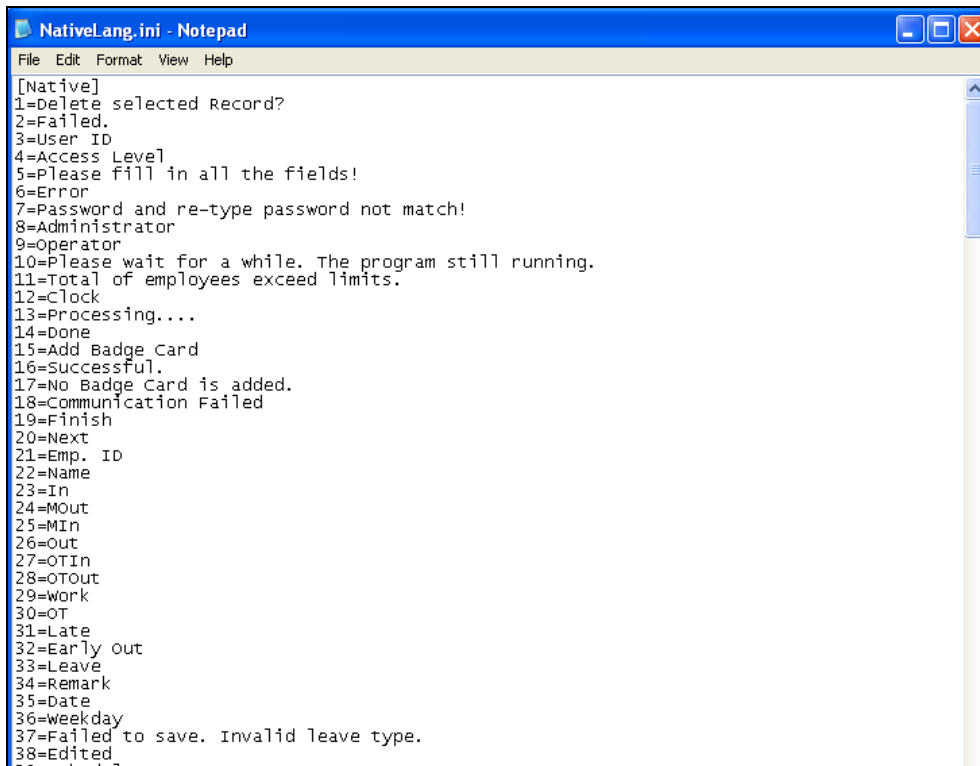 NativeLang.ini - Notepad
File Edit Format View Help
[Native]
1=Delete selected Record?
2=Failed.
3=User ID
4=Access Level
5=Please fill in all the fields!
6=Error
7=Password and re-type password not match!
8=Administrator
9=Operator
10=Please wait for a while. The program still running.
11=Total of employees exceed limits.
12=Clock
13=Processing....
14=Done
15=Add Badge Card
16=Successful.
17=No Badge Card is added.
18=Communication Failed
19=Finish
20=Next
21=Emp. ID
22=Name
23=In
24=MOut
25=MIn
26=Out
27=OTIn
28=OTOut
29=Work
30=OT
31=Late
32=Early Out
33=Leave
34=Remark
35=Date
36=Weekday
37=Failed to save. Invalid leave type.
38=Edited